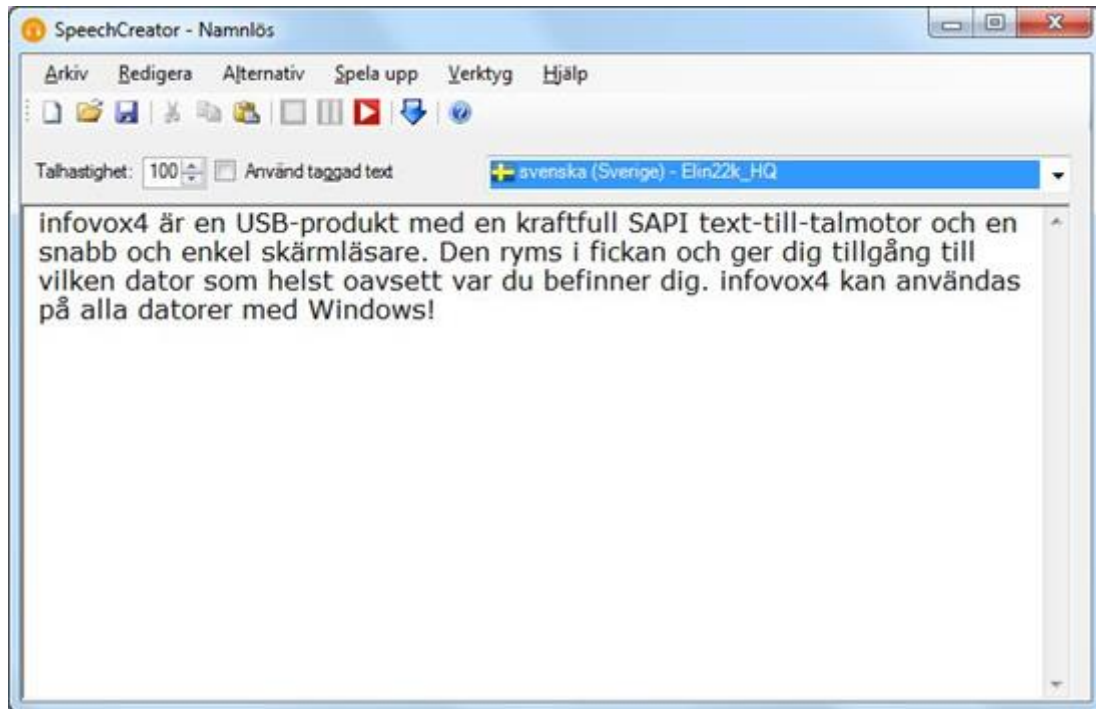 SpeechCreator - Namnlös
Arkiv Redigera Alternativ Spela upp Verktyg Hjälp
Talhastighet: 100 Använd taggad text svenska (Sverige) - Elin22k_HQ
infovox4 är en USB-produkt med en kraftfull SAPI text-till-talmotor och en
snabb och enkel skärmläsare. Den ryms i fickan och ger dig tillgång till
vilken dator som helst oavsett var du befinner dig. infovox4 kan användas
på alla datorer med Windows!